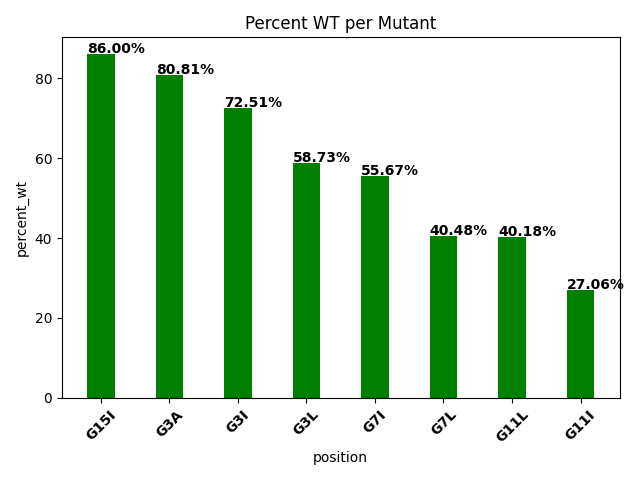 Percent WT per Mutant
percent_wt
80
60
40
20
0
86.00%
80.81%
72.51%
58.73%
55.67%
40.48%
40.18%
27.06%
G15I
G3A
G3I
G3L
G7I
G7L
G11L
G11I
position